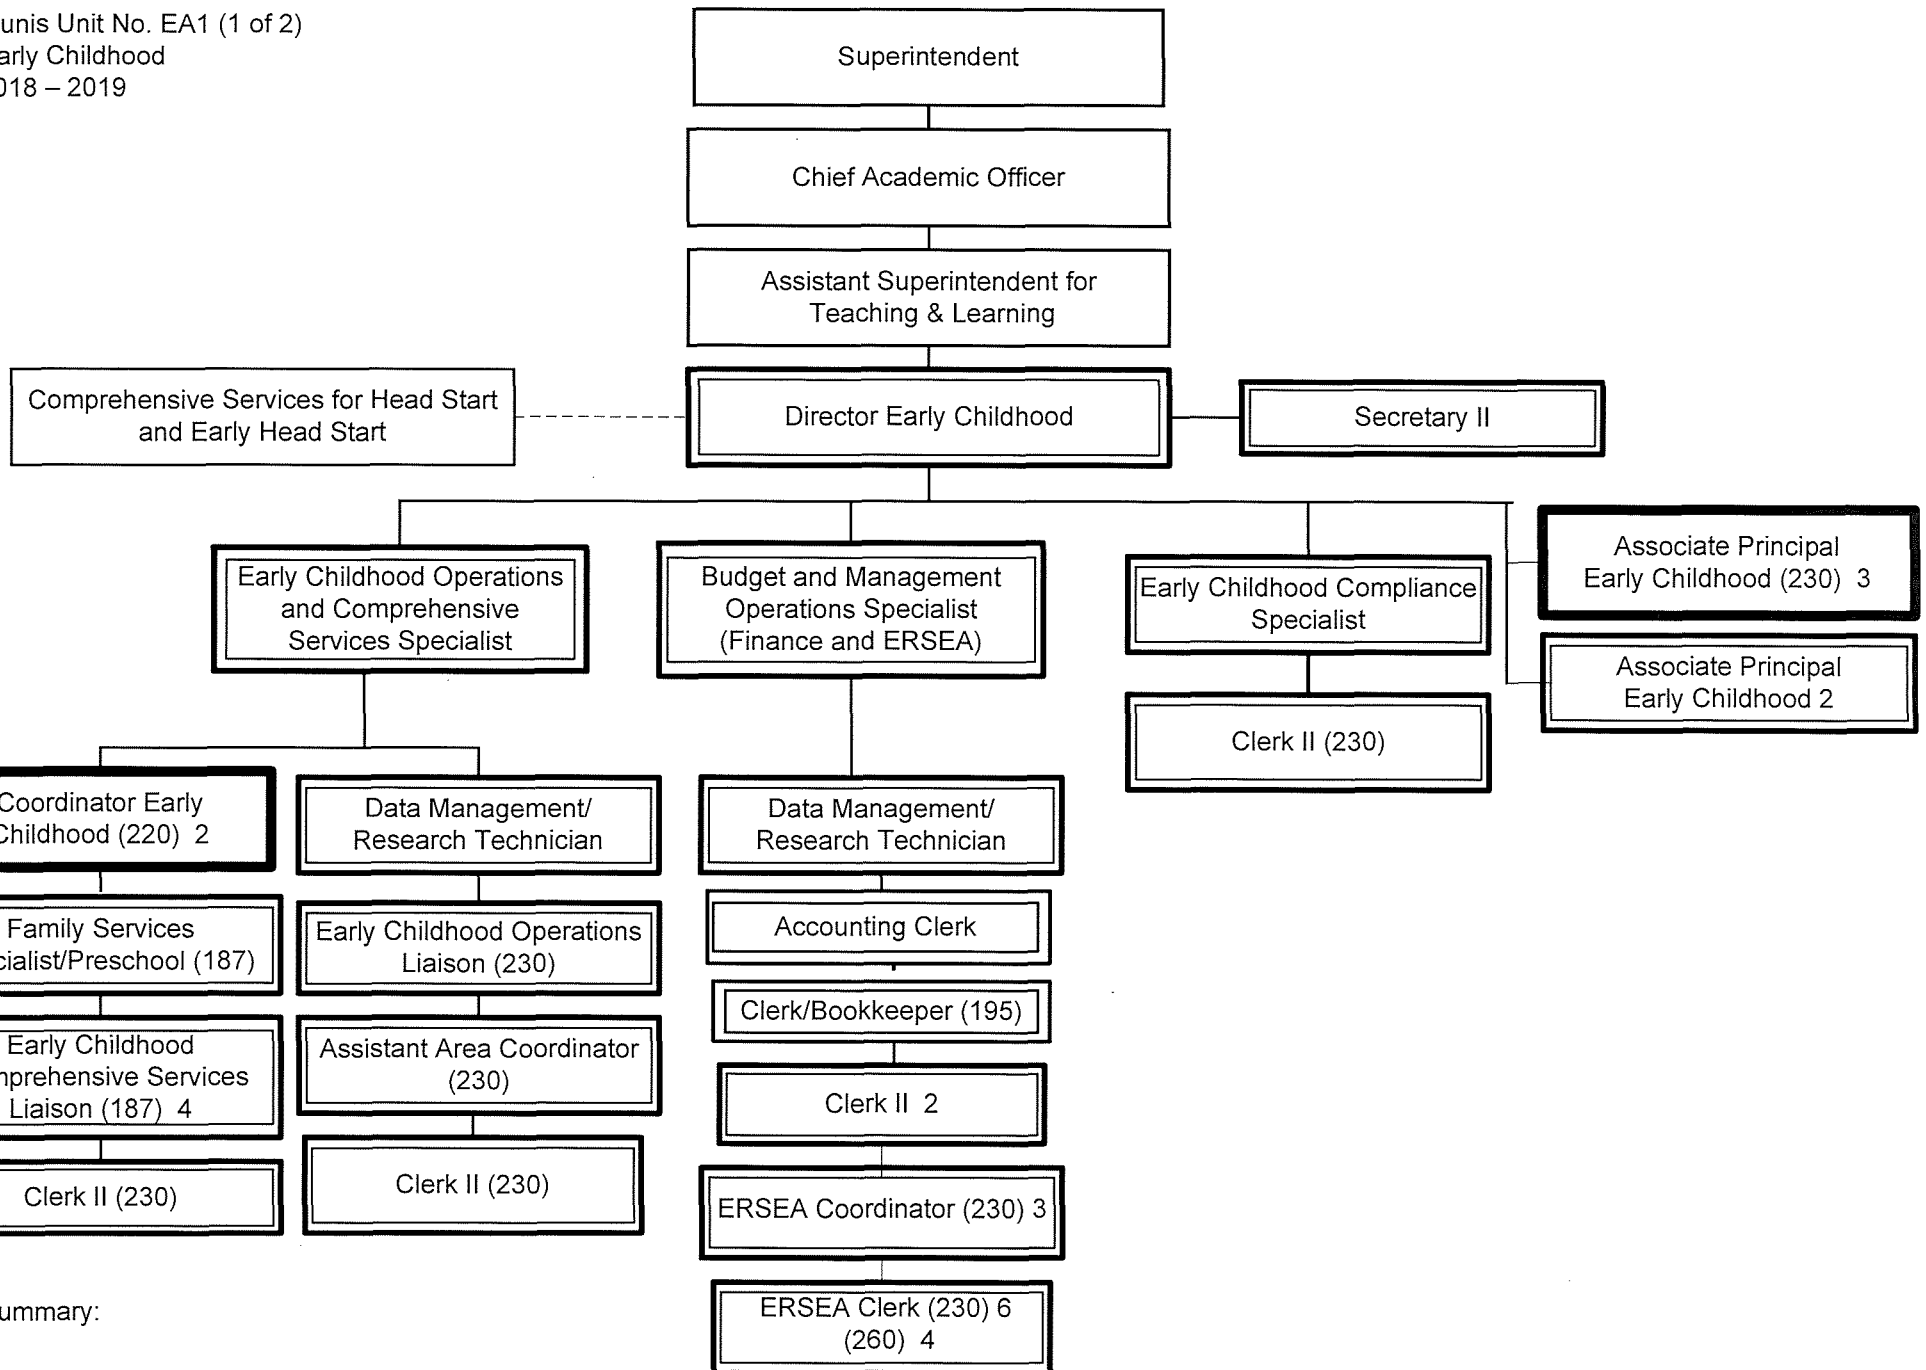 unis Unit No. EA1 (1 of 2)
arly Childhood
018 – 2019
Superintendent
Chief Academic Officer
Assistant Superintendent for
Teaching & Learning
Comprehensive Services for Head Start
and Early Head Start
Director Early Childhood
Secretary II
Early Childhood Operations
and Comprehensive
Services Specialist
Budget and Management
Operations Specialist
(Finance and ERSEA)
Early Childhood Compliance
Specialist
Associate Principal
Early Childhood (230) 3
Associate Principal
Early Childhood 2
Clerk II (230)
Coordinator Early
Childhood (220) 2
Family Services
cialist/Preschool (187)
Early Childhood
mprehensive Services
Liaison (187) 4
Clerk II (230)
Data Management/
Research Technician
Early Childhood Operations
Liaison (230)
Assistant Area Coordinator
(230)
Clerk II (230)
Data Management/
Research Technician
Accounting Clerk
Clerk/Bookkeeper (195)
Clerk II 2
ERSEA Coordinator (230) 3
ERSEA Clerk (230) 6
(260) 4
ummary: